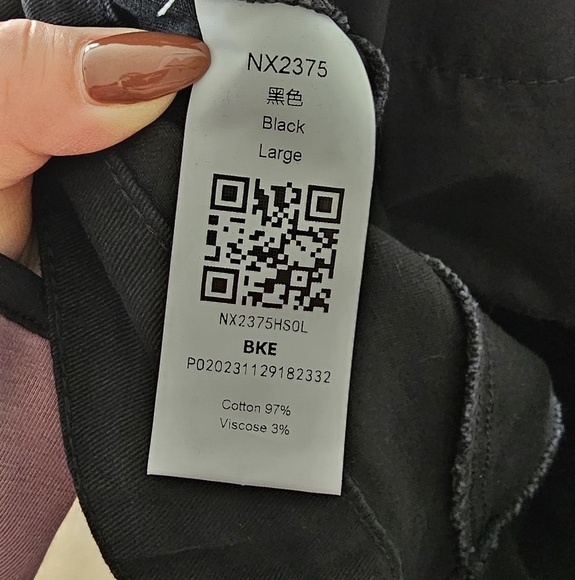 NX2375
黑色
Black
Large
NX2375HS0L
BKE
P020231129182332
Cotton 97%
Viscose 3%